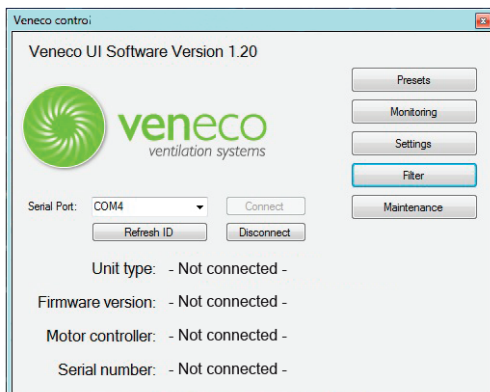 Veneco control
Veneco UI Software Version 1.20
veneco
ventilation systems
Presets
Monitoring
Settings
Filter
Maintenance
Serial Port: COM4 Connect
Refresh ID Disconnect
Unit type: - Not connected -
Firmware version: - Not connected -
Motor controller: - Not connected -
Serial number: - Not connected -